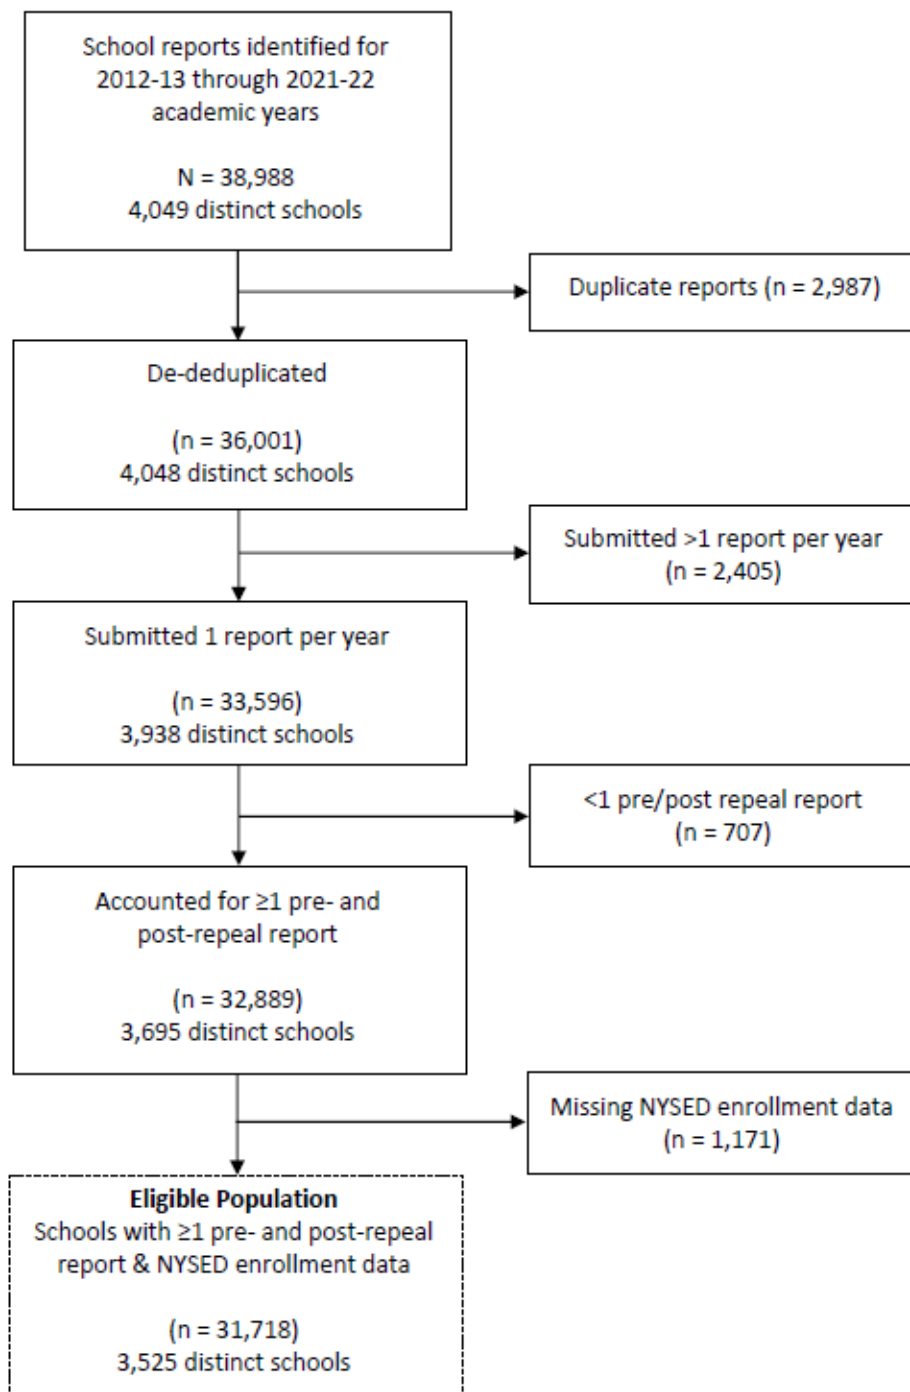 School reports identified for
2012-13 through 2021-22
academic years
N = 38,988
4,049 distinct schools
Duplicate reports (n = 2,987)
De-deduplicated
(n = 36,001)
4,048 distinct schools
Submitted >1 report per year
(n = 2,405)
Submitted 1 report per year
(n = 33,596)
3,938 distinct schools
<1 pre/post repeal report
(n = 707)
Accounted for ≥1 pre- and
post-repeal report
(n = 32,889)
3,695 distinct schools
Missing NYSED enrollment data
(n = 1,171)
Eligible Population
Schools with ≥1 pre- and post-repeal
report & NYSED enrollment data
(n = 31,718)
3,525 distinct schools